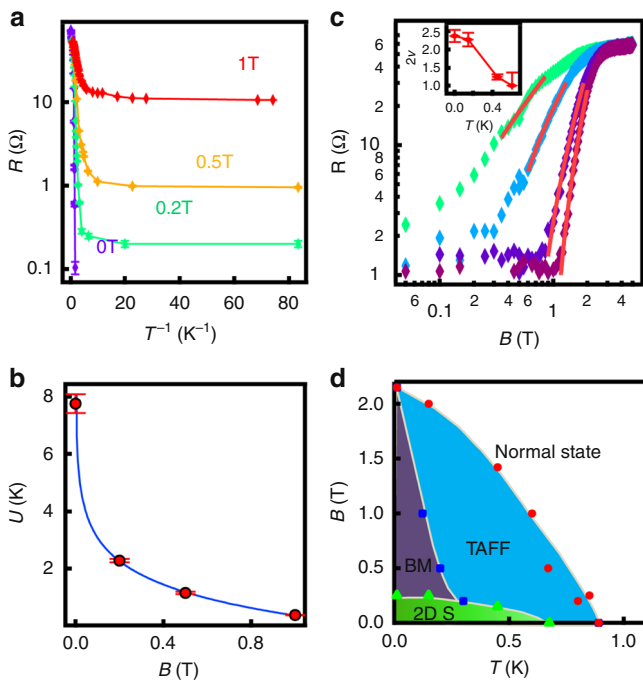 a
R (Ω)
10
1
0.1
1T
0.5T
0.2T
0T
0 20 40 60 80
T⁻¹ (K⁻¹)
b
U (K)
8
6
4
2
0.0 0.4 0.8
B (T)
c
R (Ω)
6
4
2
10
6
4
2
1
2.5
2.0
1.5
1.0
2ν
0.0 0.4
T (K)
6 0.1 2 4 6 1 2 4
B (T)
d
B (T)
2.0
1.5
1.0
0.5
0.0
Normal state
TAFF
BM
2D S
0.0 0.5 1.0
T (K)